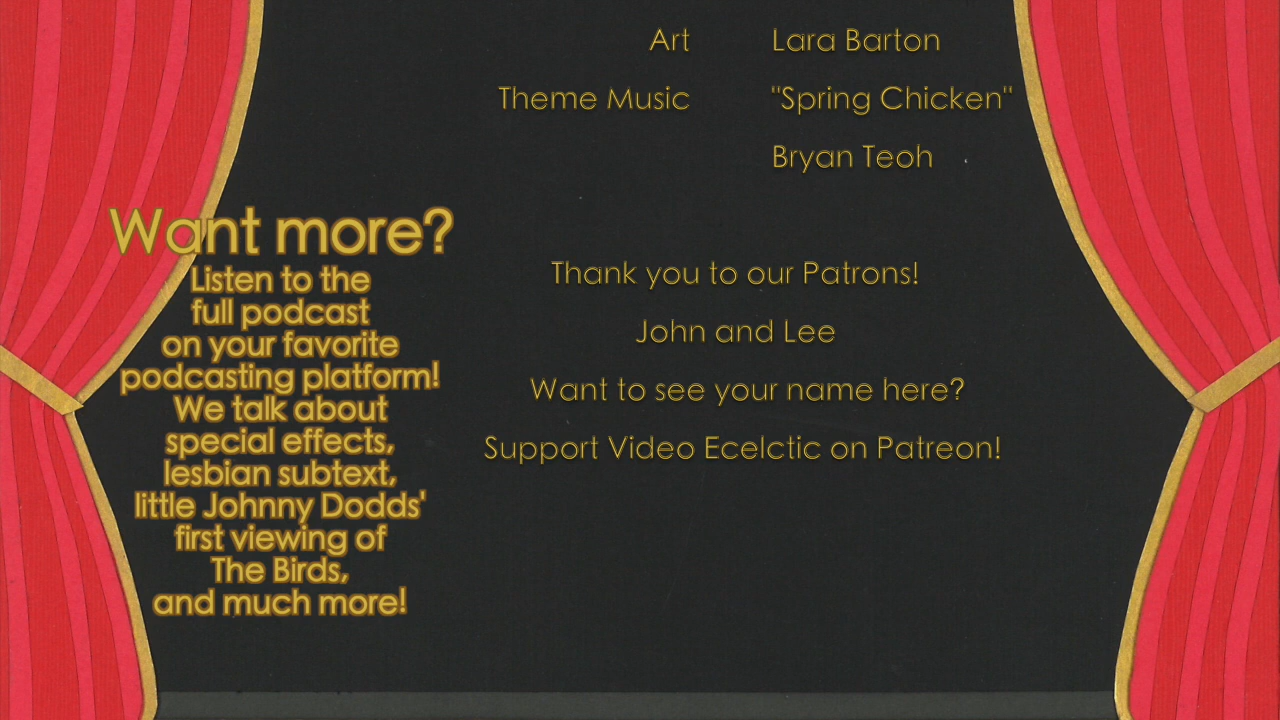 Art Lara Barton
Theme Music "Spring Chicken"
Bryan Teoh
Want more?
Listen to the
full podcast
on your favorite
podcasting platform!
We talk about
special effects,
lesbian subtext,
little Johnny Dodds'
first viewing of
The Birds,
and much more!
Thank you to our Patrons!
John and Lee
Want to see your name here?
Support Video Ecelctic on Patreon!